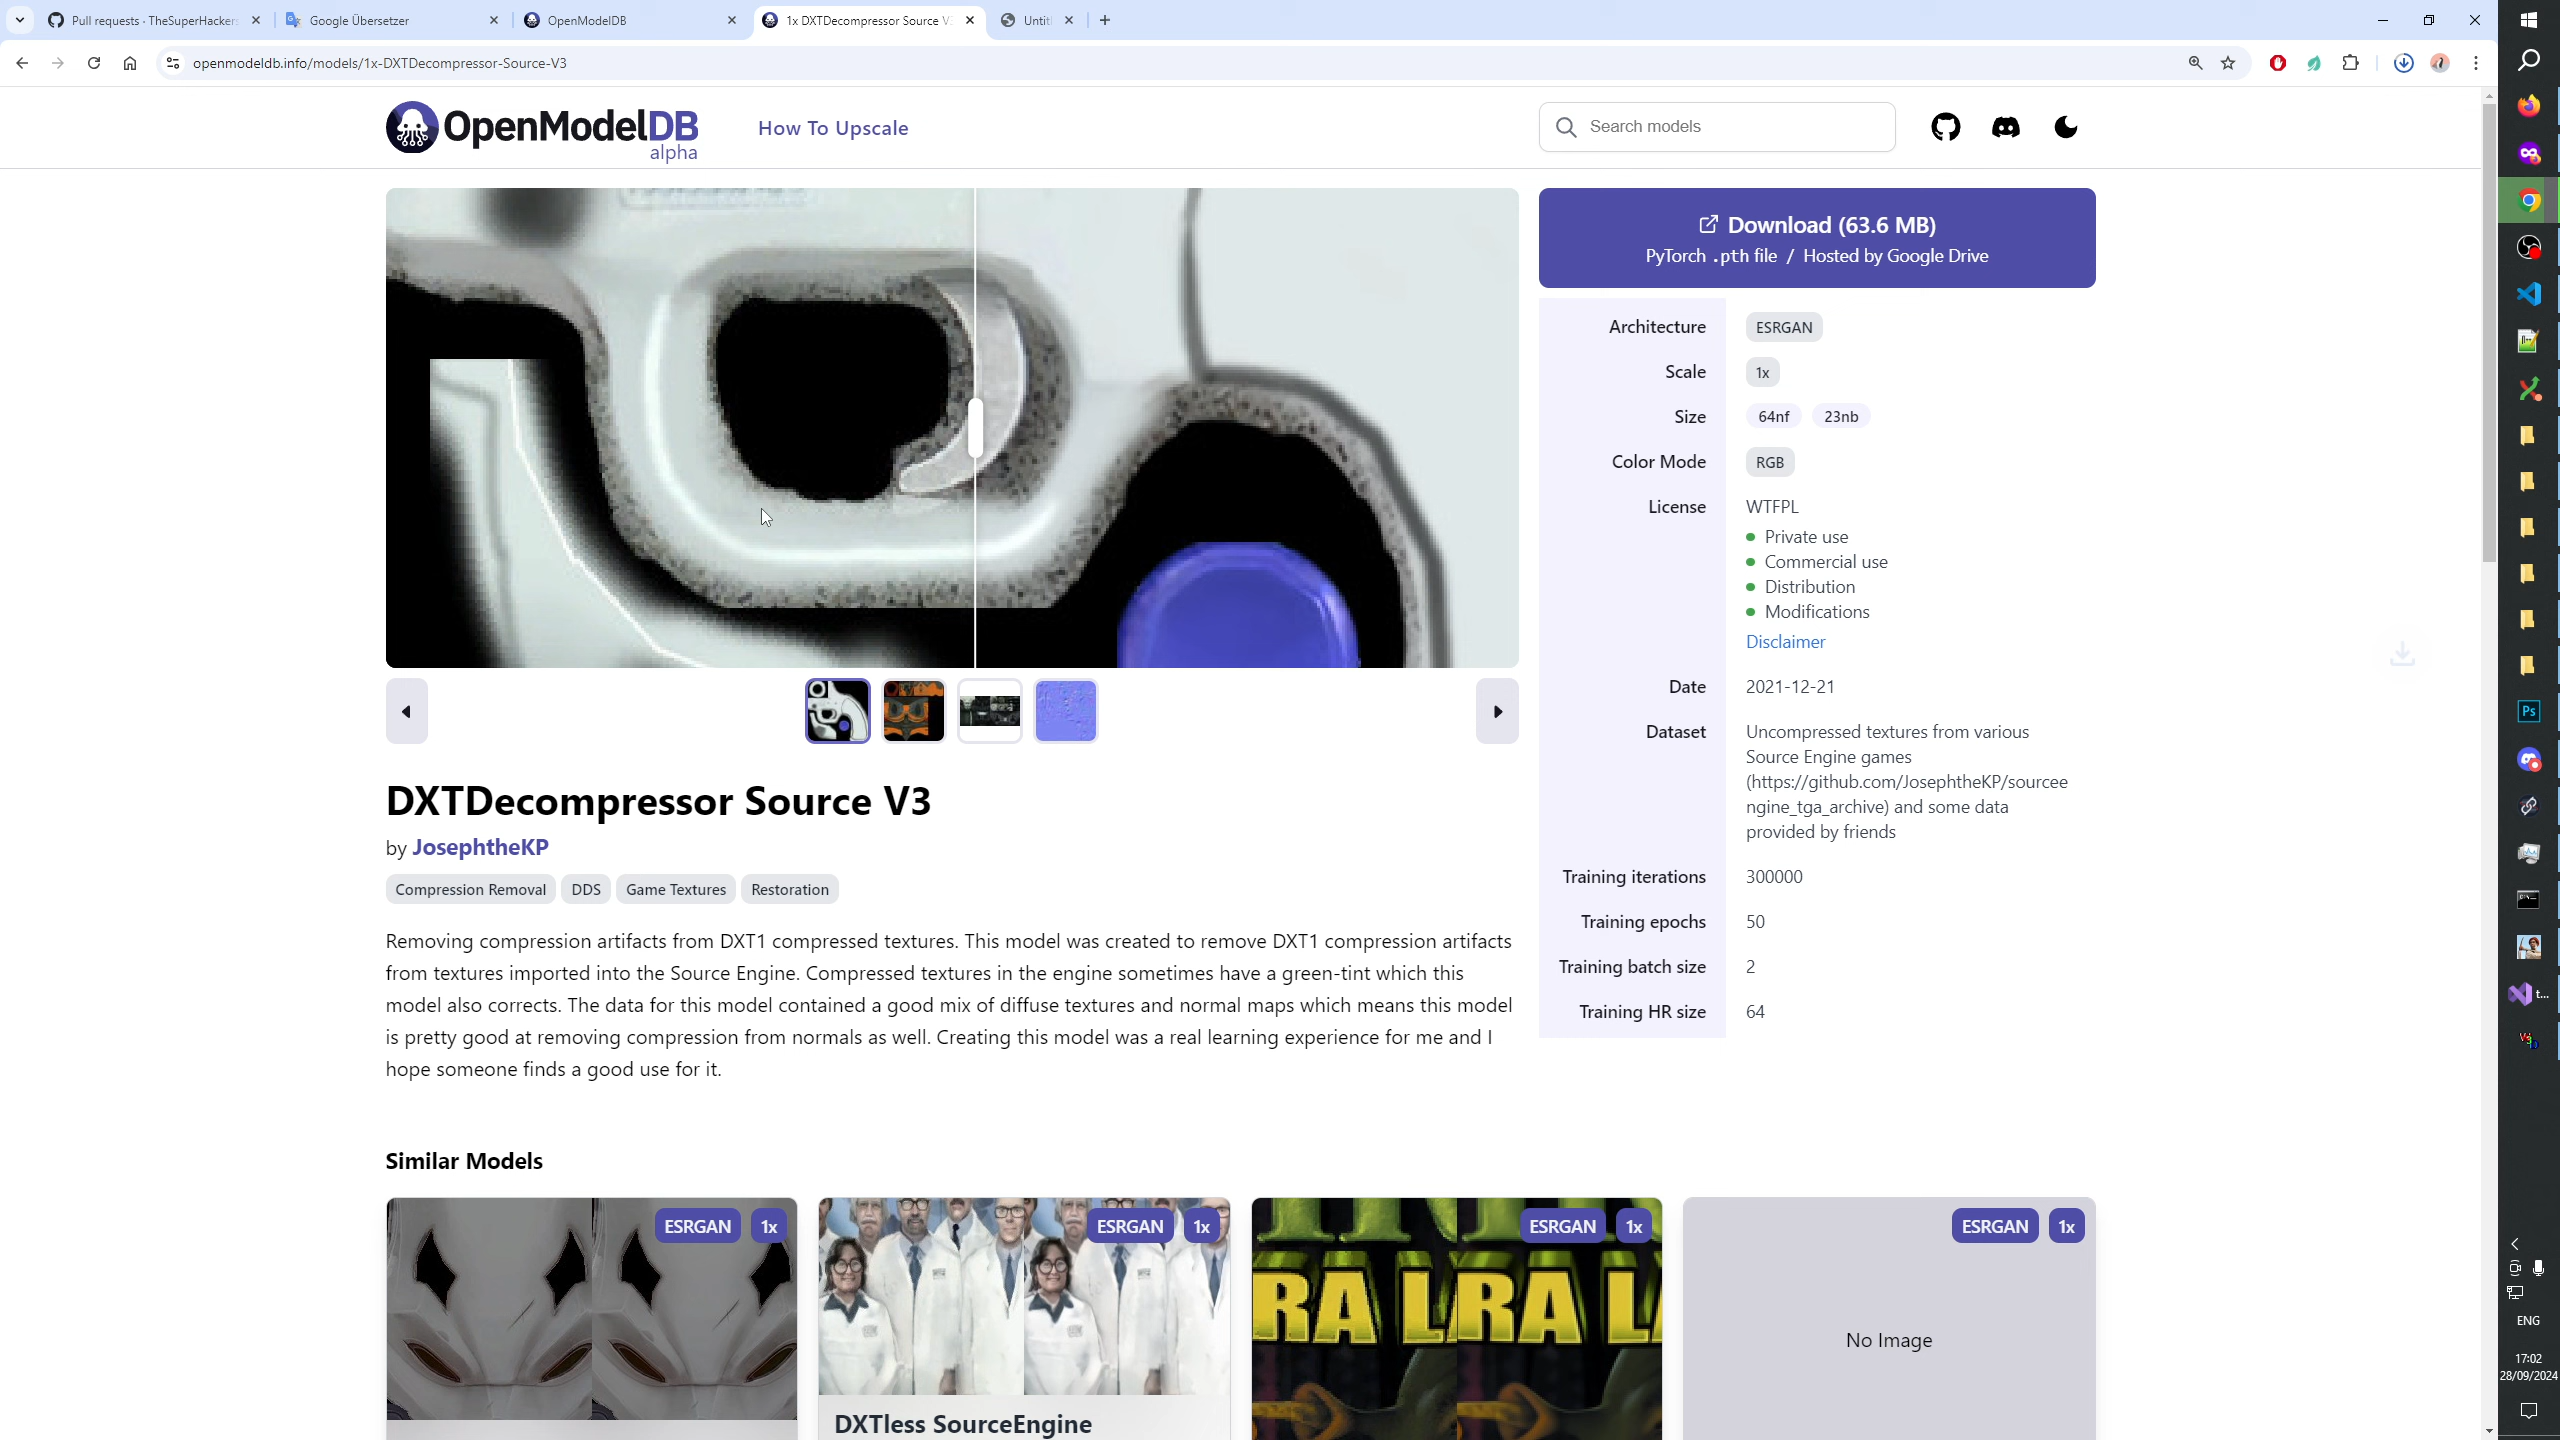 Pull requests · TheSuperHackers
Google Übersetzer
OpenModelDB
1x DXTDecompressor Source V3
Untit
openmodeldb.info/models/1x-DXTDecompressor-Source-V3
OpenModelDB
alpha
How To Upscale
Search models
Download (63.6 MB)
PyTorch .pth file / Hosted by Google Drive
Architecture
ESRGAN
Scale
1x
Size
64nf 23nb
Color Mode
RGB
License
WTFPL
Private use
Commercial use
Distribution
Modifications
Disclaimer
Date
2021-12-21
Dataset
Uncompressed textures from various
Source Engine games
(https://github.com/JosephtheKP/sourcee
ngine_tga_archive) and some data
provided by friends
Training iterations
300000
Training epochs
50
Training batch size
2
Training HR size
64
DXTDecompressor Source V3
by JosephtheKP
Compression Removal DDS Game Textures Restoration
Removing compression artifacts from DXT1 compressed textures. This model was created to remove DXT1 compression artifacts
from textures imported into the Source Engine. Compressed textures in the engine sometimes have a green-tint which this
model also corrects. The data for this model contained a good mix of diffuse textures and normal maps which means this model
is pretty good at removing compression from normals as well. Creating this model was a real learning experience for me and I
hope someone finds a good use for it.
Similar Models
ESRGAN 1x
ESRGAN 1x
DXTless SourceEngine
ESRGAN 1x
RA L RA L
ESRGAN 1x
No Image
Ps
t...
ENG
17:02
28/09/2024